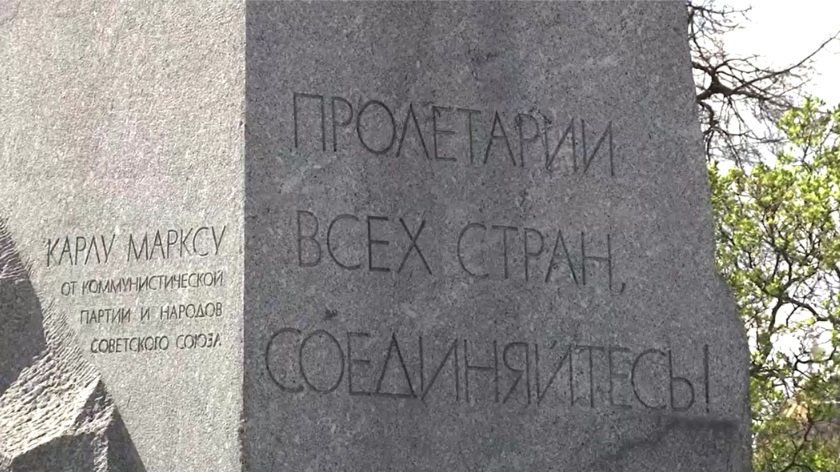 КАРЛУ МАРКСУ
ОТ КОММУНИСТИЧЕСКОЙ
ПАРТИИ И НАРОДОВ
СОВЕТСКОГО СОЮЗА
ПРОЛЕТАРИИ
ВСЕХ СТРАН,
СОЕДИНЯЙТЕСЬ!